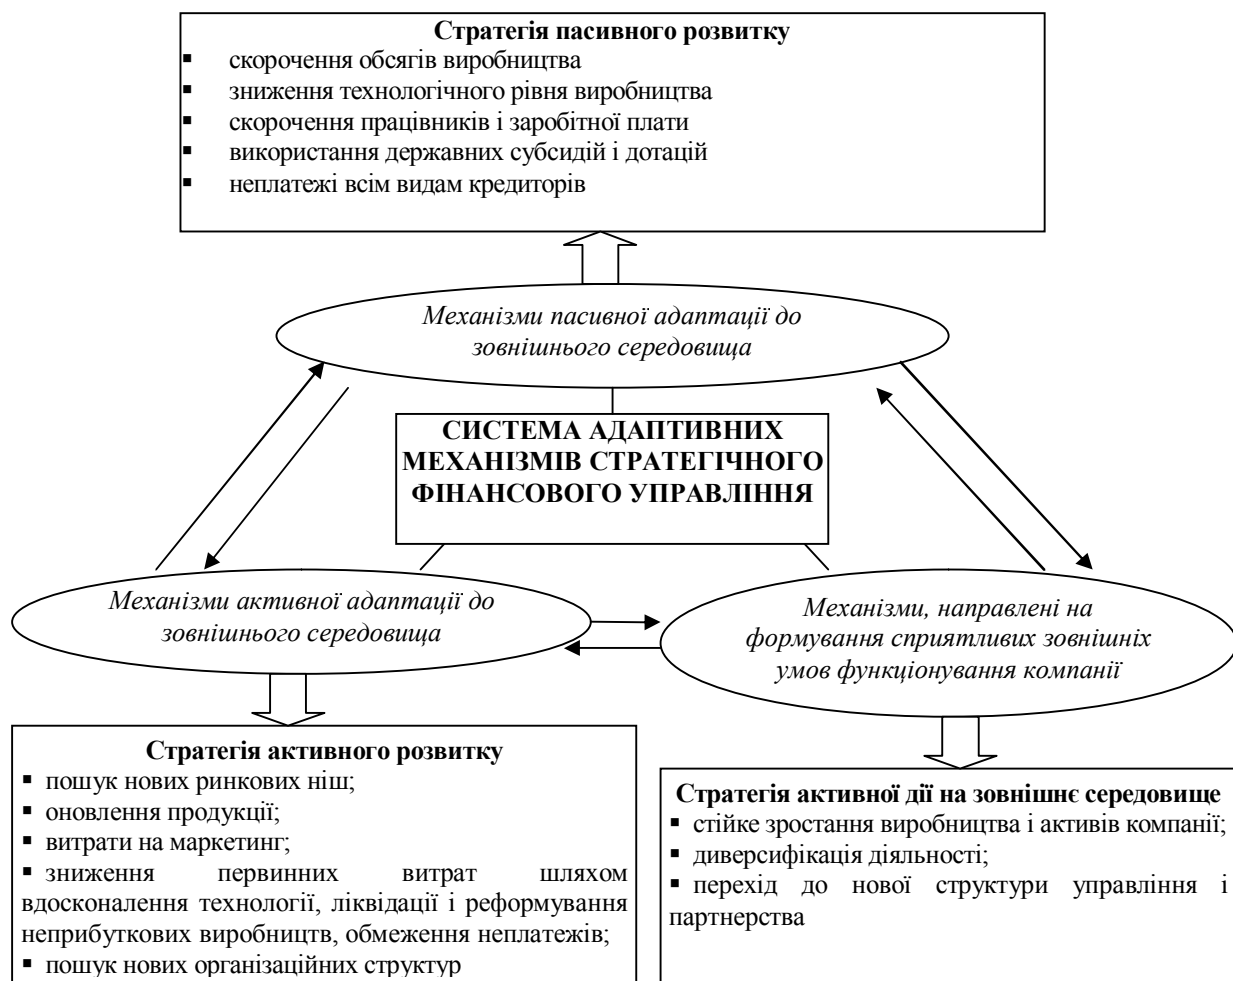 Стратегія пасивного розвитку
▪ скорочення обсягів виробництва
▪ зниження технологічного рівня виробництва
▪ скорочення працівників і заробітної плати
▪ використання державних субсидій і дотацій
▪ неплатежі всім видам кредиторів
Механізми пасивної адаптації до
зовнішнього середовища
СИСТЕМА АДАПТИВНИХ
МЕХАНІЗМІВ СТРАТЕГІЧНОГО
ФІНАНСОВОГО УПРАВЛІННЯ
Механізми активної адаптації до
зовнішнього середовища
Механізми, направлені на
формування сприятливих зовнішніх
умов функціонування компанії
Стратегія активного розвитку
▪ пошук нових ринкових ніш;
▪ оновлення продукції;
▪ витрати на маркетинг;
▪ зниження первинних витрат шляхом
вдосконалення технології, ліквідації і реформування
неприбуткових виробництв, обмеження неплатежів;
▪ пошук нових організаційних структур
Стратегія активної дії на зовнішнє середовище
▪ стійке зростання виробництва і активів компанії;
▪ диверсифікація діяльності;
▪ перехід до нової структури управління і
партнерства